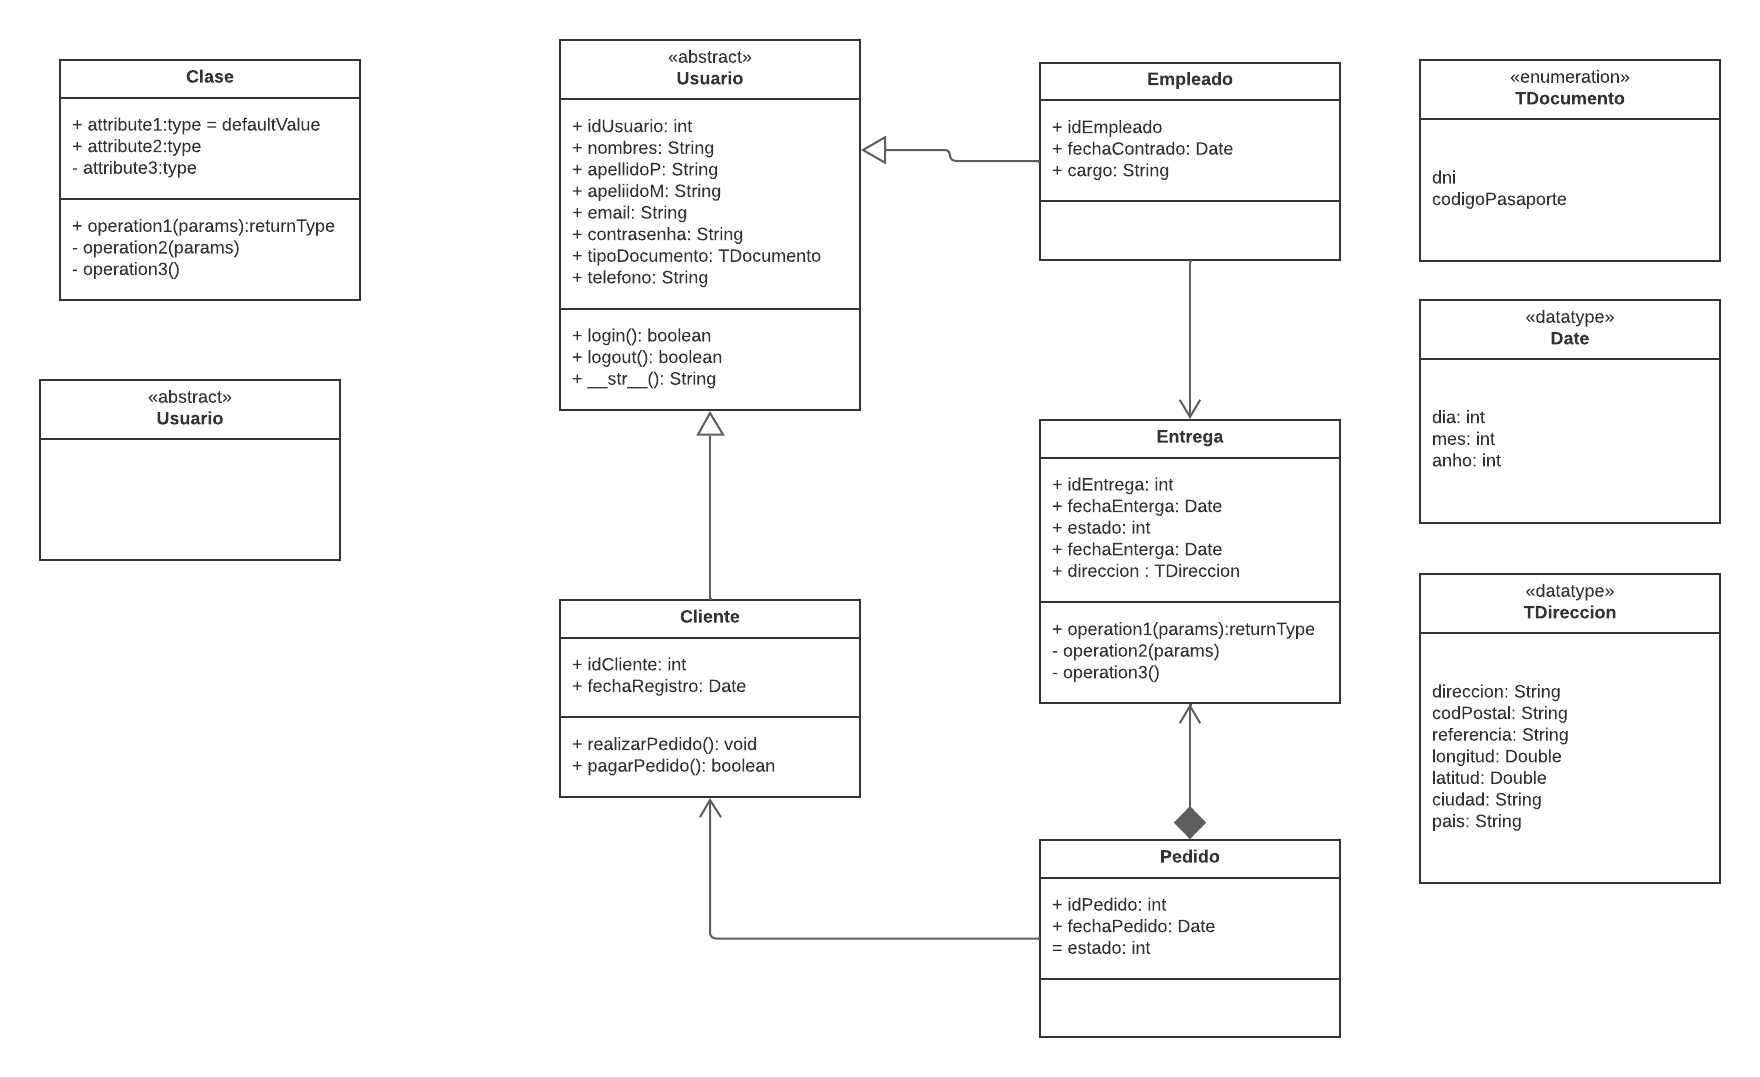 Clase
+ attribute1:type = defaultValue
+ attribute2:type
- attribute3:type
+ operation1(params):returnType
- operation2(params)
- operation3()
«abstract»
Usuario
«abstract»
Usuario
+ idUsuario: int
+ nombres: String
+ apellidoP: String
+ apeliidoM: String
+ email: String
+ contrasenha: String
+ tipoDocumento: TDocumento
+ telefono: String
+ login(): boolean
+ logout(): boolean
+ __str__(): String
Cliente
+ idCliente: int
+ fechaRegistro: Date
+ realizarPedido(): void
+ pagarPedido(): boolean
Empleado
+ idEmpleado
+ fechaContrado: Date
+ cargo: String
Entrega
+ idEntrega: int
+ fechaEnterga: Date
+ estado: int
+ fechaEnterga: Date
+ direccion : TDireccion
+ operation1(params):returnType
- operation2(params)
- operation3()
Pedido
+ idPedido: int
+ fechaPedido: Date
= estado: int
«enumeration»
TDocumento
dni
codigoPasaporte
«datatype»
Date
dia: int
mes: int
anho: int
«datatype»
TDireccion
direccion: String
codPostal: String
referencia: String
longitud: Double
latitud: Double
ciudad: String
pais: String